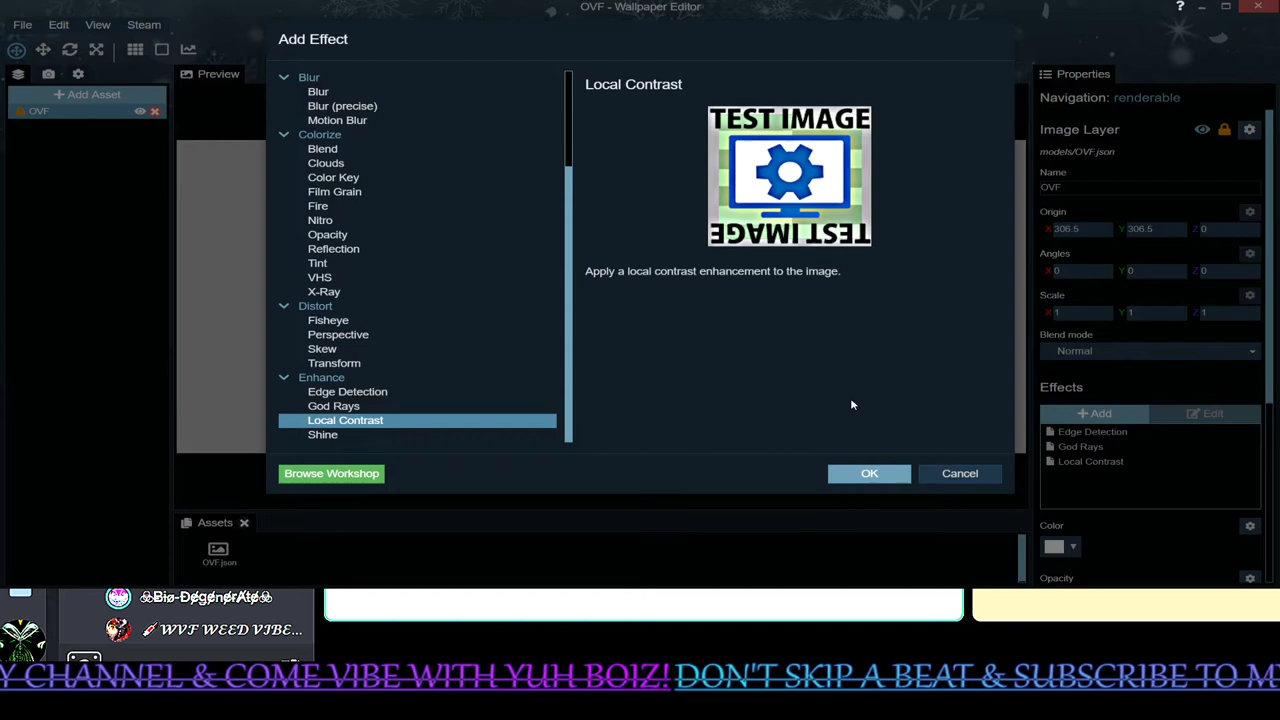 OVF - Wallpaper Editor
?
File Edit View Steam
Add Effect
Preview
Properties
+ Add Asset
OVF
Blur
Blur
Blur (precise)
Motion Blur
Colorize
Blend
Clouds
Color Key
Film Grain
Fire
Nitro
Opacity
Reflection
Tint
VHS
X-Ray
Distort
Fisheye
Perspective
Skew
Transform
Enhance
Edge Detection
God Rays
Local Contrast
Shine
Local Contrast
TEST IMAGE
TEST IMAGE
Apply a local contrast enhancement to the image.
Browse Workshop
OK
Cancel
Navigation: renderable
Image Layer
models/OVF.json
Name
OVF
Origin
X 306.5 Y 306.5 Z 0
Angles
X 0 Y 0 Z 0
Scale
X 1 Y 1 Z 1
Blend mode
Normal
Effects
+ Add Edit
Edge Detection
God Rays
Local Contrast
Color
Opacity
Assets
OVF.json
☠Bıø-DegenerAtø☠
💉 𝓦𝓥𝓕 𝓦𝓔𝓔𝓓 𝓥𝓘𝓑𝓔...
Y CHANNEL & COME VIBE WITH YUH BOIZ! DON'T SKIP A BEAT & SUBSCRIBE TO M